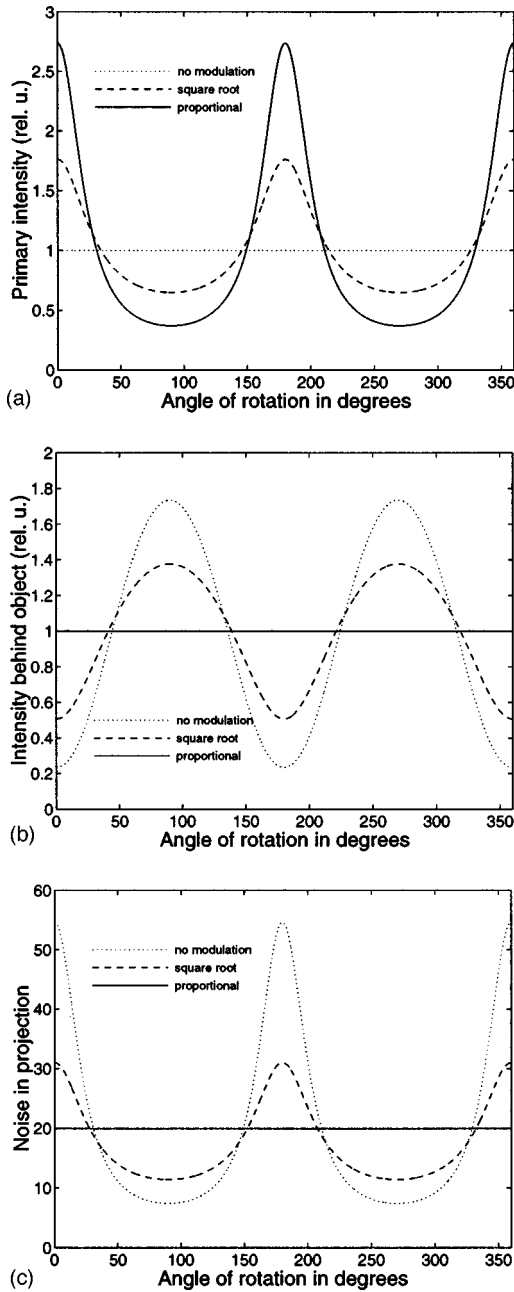 3
2.5
2
1.5
1
0.5
0
Primary intensity (rel. u.)
no modulation
square root
proportional
0 50 100 150 200 250 300 350
Angle of rotation in degrees
(a)
2
1.8
1.6
1.4
1.2
1
0.8
0.6
0.4
0.2
0
Intensity behind object (rel. u.)
no modulation
square root
proportional
0 50 100 150 200 250 300 350
Angle of rotation in degrees
(b)
60
50
40
30
20
10
0
Noise in projection
no modulation
square root
proportional
0 50 100 150 200 250 300 350
Angle of rotation in degrees
(c)